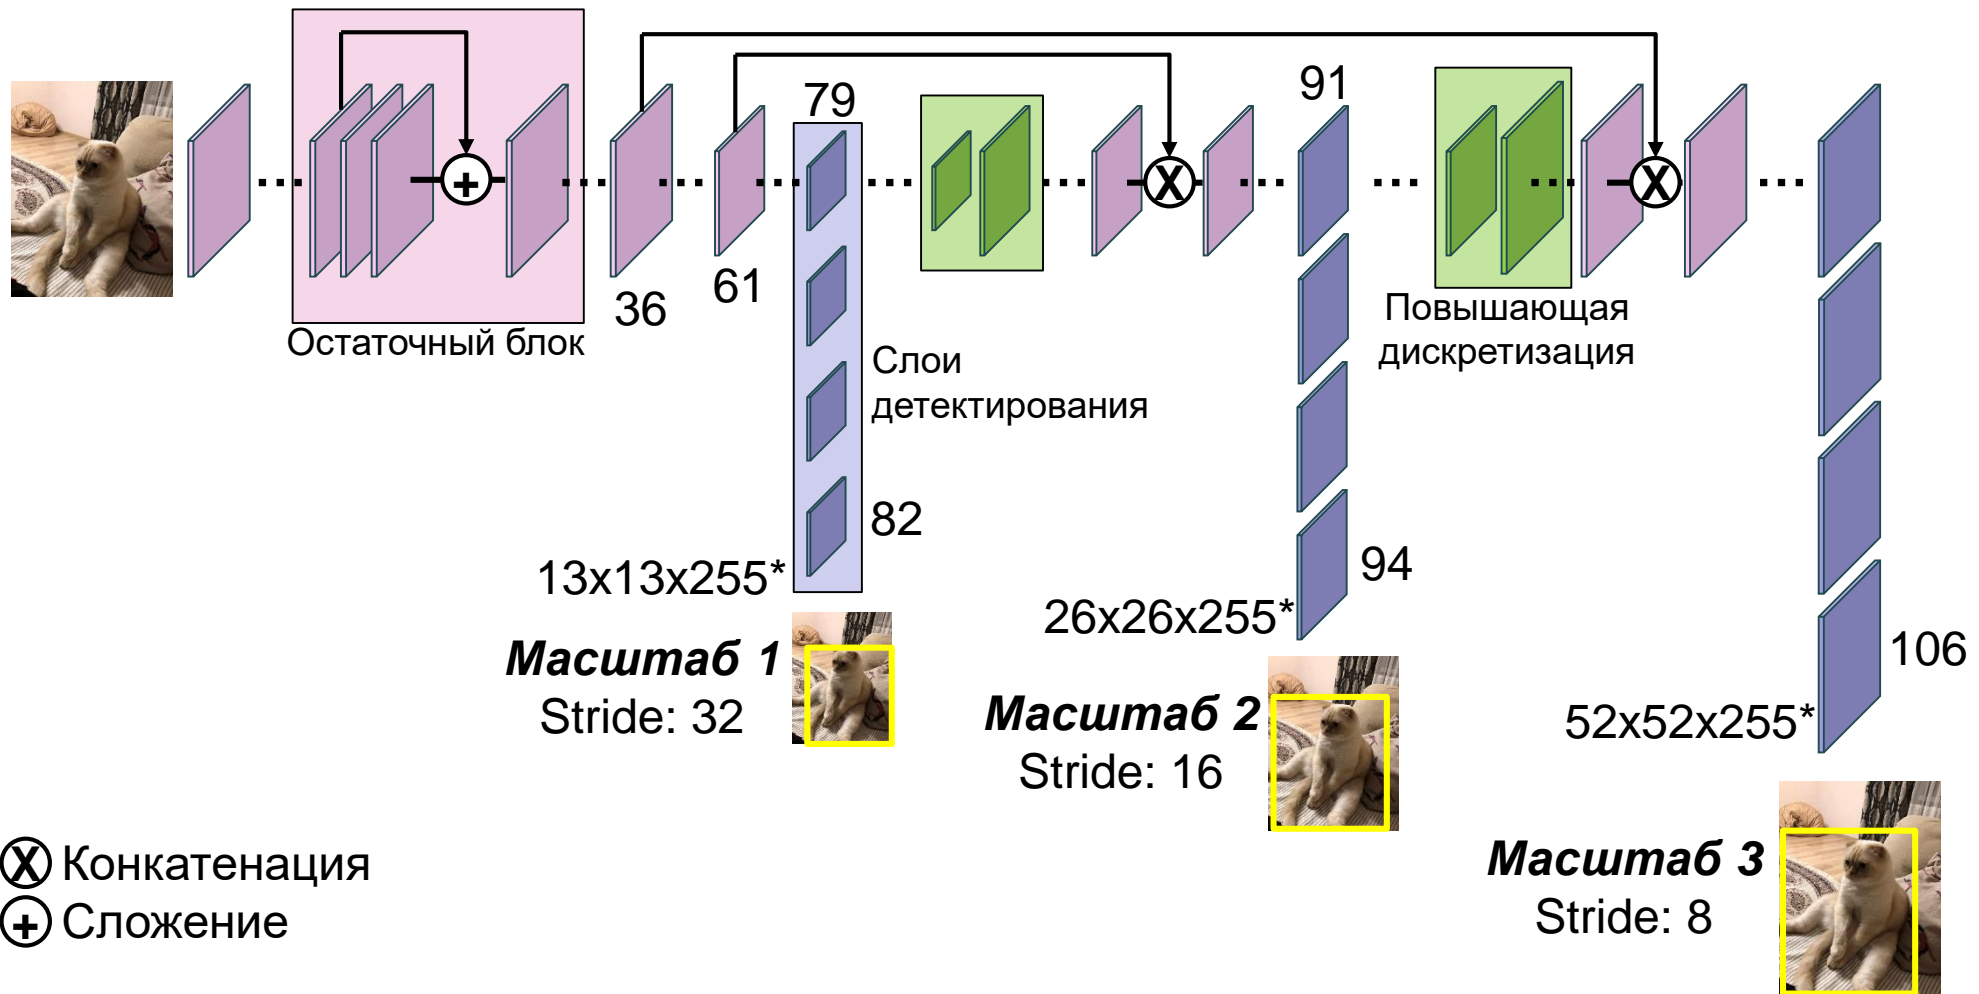 79
91
+
X
X
36
61
Остаточный блок
Повышающая
дискретизация
Слои
детектирования
82
13x13x255*
94
26x26x255*
Масштаб 1
Stride: 32
106
Масштаб 2
Stride: 16
52x52x255*
Масштаб 3
Stride: 8
X Конкатенация
+ Сложение